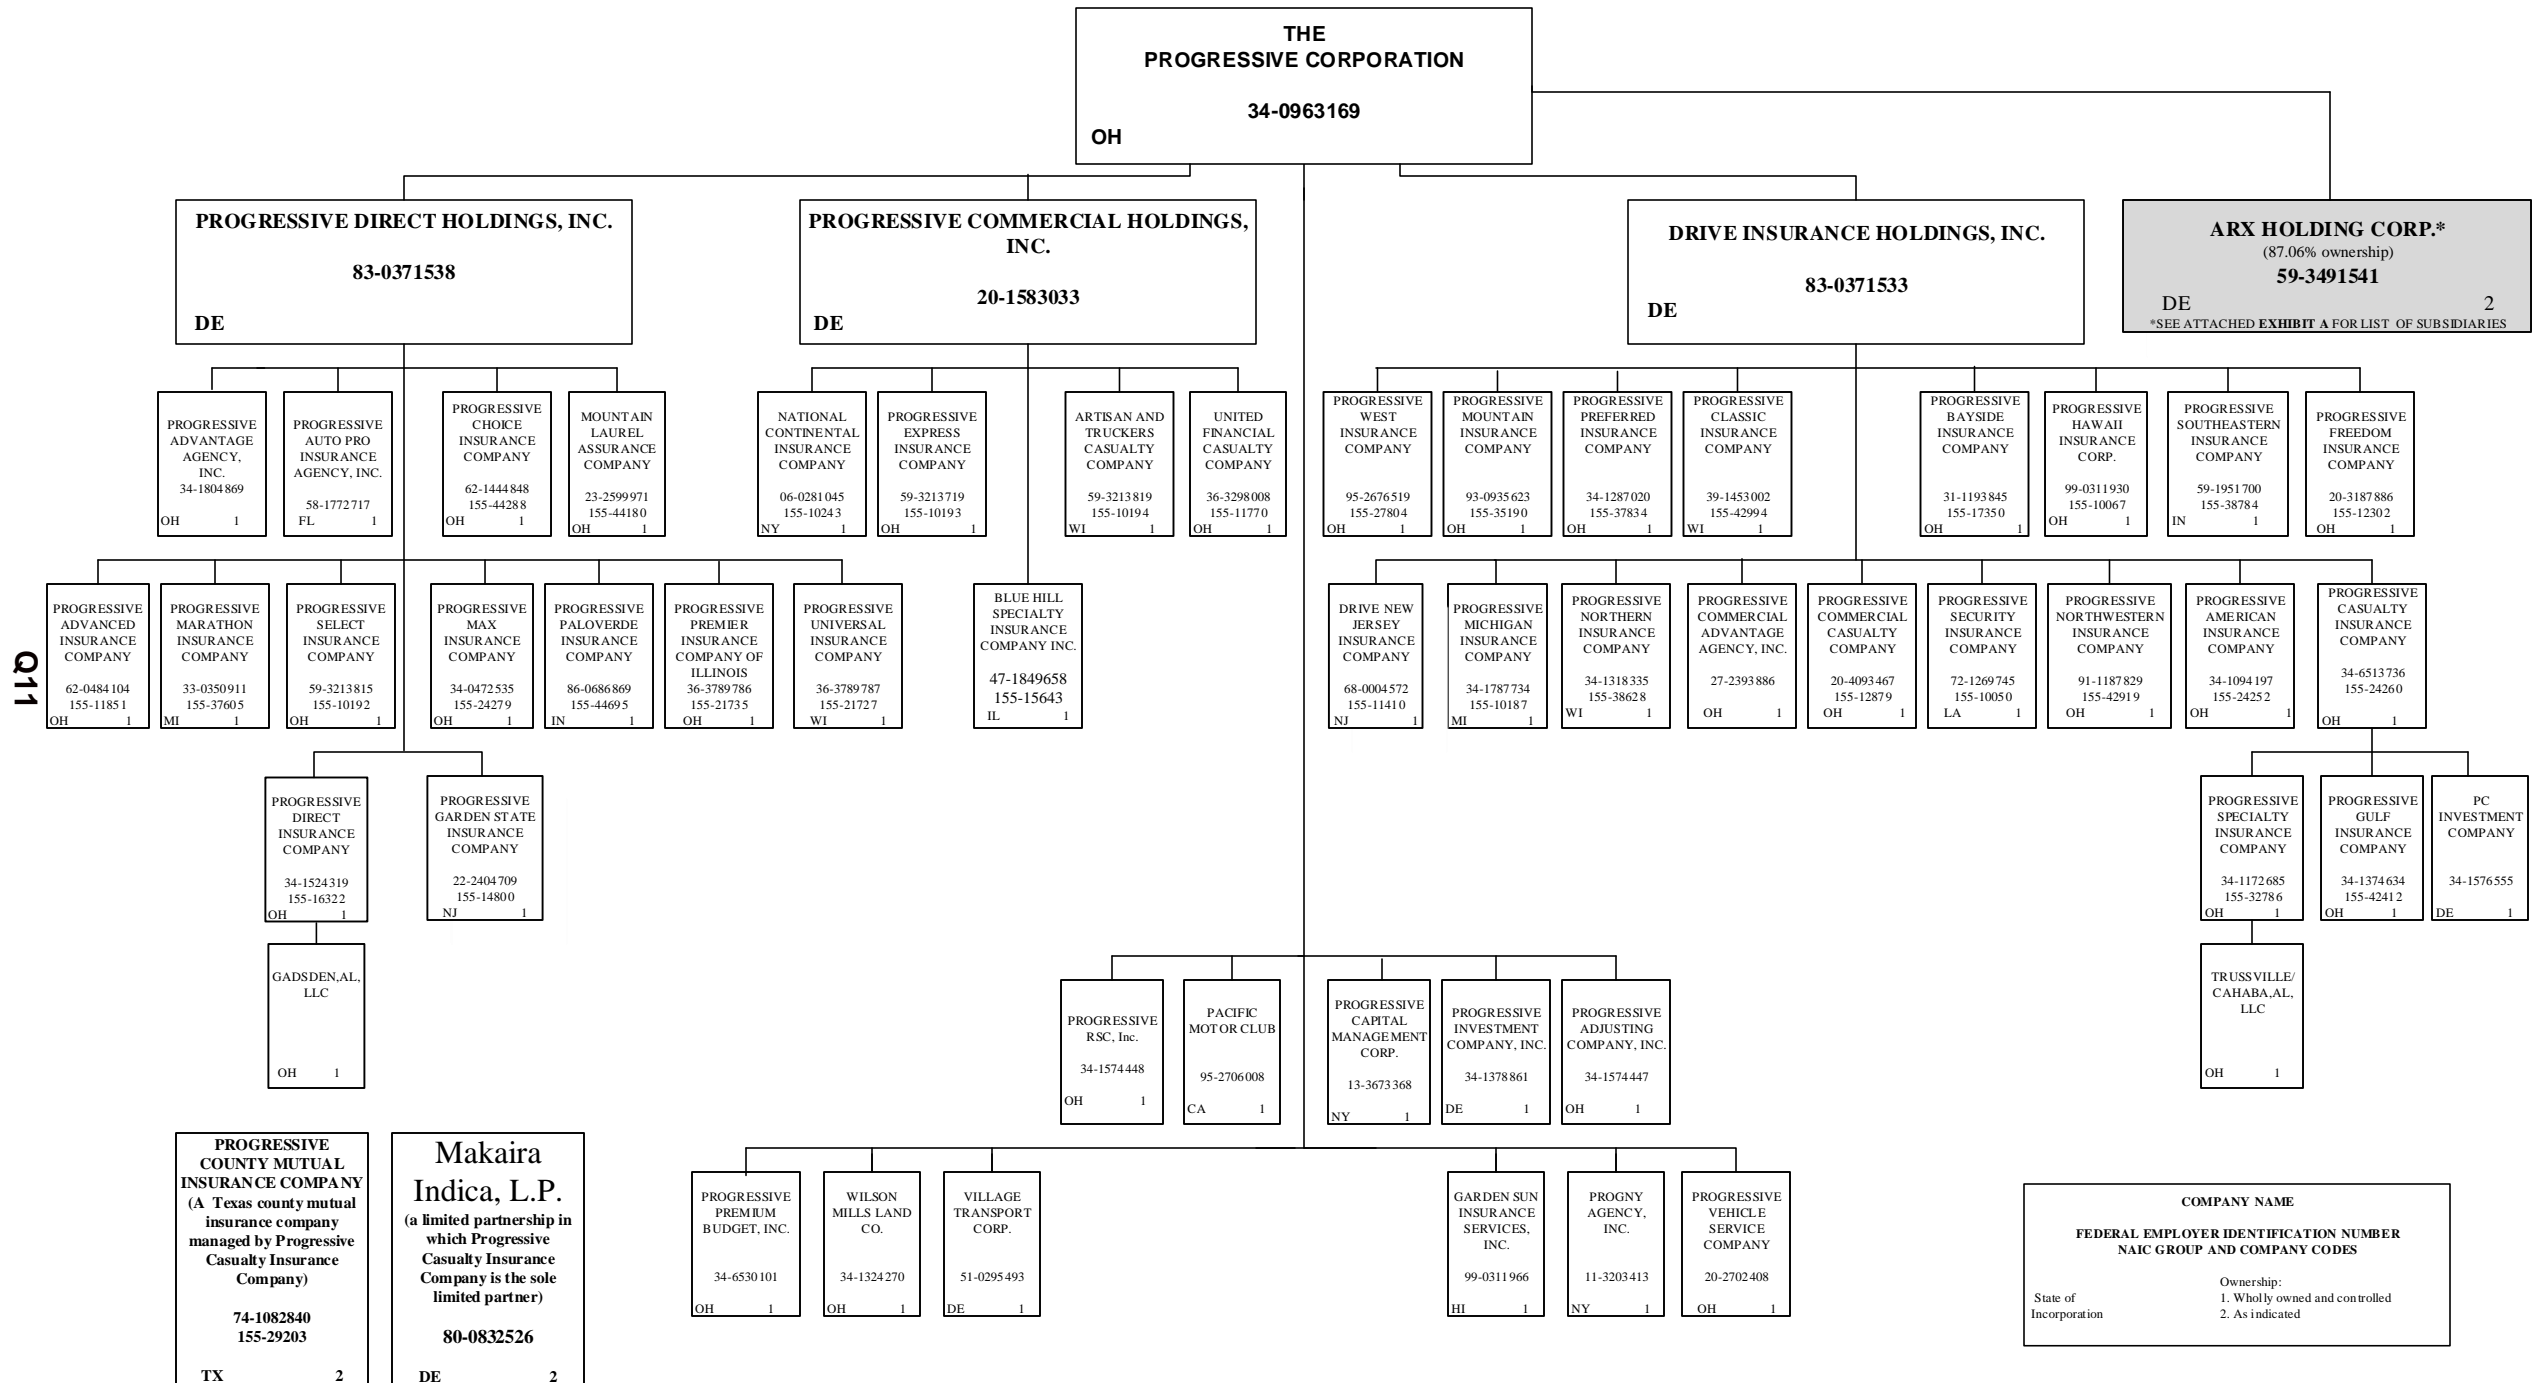 THE
PROGRESSIVE CORPORATION
34-0963169
OH
PROGRESSIVE DIRECT HOLDINGS, INC.
83-0371538
DE
PROGRESSIVE COMMERCIAL HOLDINGS,
INC.
20-1583033
DE
DRIVE INSURANCE HOLDINGS, INC.
83-0371533
DE
ARX HOLDING CORP.*
(87.06% ownership)
59-3491541
DE 2
*SEE ATTACHED EXHIBIT A FOR LIST OF SUBSIDIARIES
PROGRESSIVE
ADVANTAGE
AGENCY,
INC.
34-1804869
OH 1
PROGRESSIVE
AUTO PRO
INSURANCE
AGENCY, INC.
58-1772717
FL 1
PROGRESSIVE
CHOICE
INSURANCE
COMPANY
62-1444848
155-44288
OH 1
MOUNTAIN
LAUREL
ASSURANCE
COMPANY
23-2599971
155-44180
OH 1
NATIONAL
CONTINENTAL
INSURANCE
COMPANY
06-0281045
155-10243
NY 1
PROGRESSIVE
EXPRESS
INSURANCE
COMPANY
59-3213719
155-10193
OH 1
ARTISAN AND
TRUCKERS
CASUALTY
COMPANY
59-3213819
155-10194
WI 1
UNITED
FINANCIAL
CASUALTY
COMPANY
36-3298008
155-11770
OH 1
PROGRESSIVE
WEST
INSURANCE
COMPANY
95-2676519
155-27804
OH 1
PROGRESSIVE
MOUNTAIN
INSURANCE
COMPANY
93-0935623
155-35190
OH 1
PROGRESSIVE
PREFERRED
INSURANCE
COMPANY
34-1287020
155-37834
OH 1
PROGRESSIVE
CLASSIC
INSURANCE
COMPANY
39-1453002
155-42994
WI 1
PROGRESSIVE
BAYSIDE
INSURANCE
COMPANY
31-1193845
155-17350
OH 1
PROGRESSIVE
HAWAII
INSURANCE
CORP.
99-0311930
155-10067
OH 1
PROGRESSIVE
SOUTHEASTERN
INSURANCE
COMPANY
59-1951700
155-38784
IN 1
PROGRESSIVE
FREEDOM
INSURANCE
COMPANY
20-3187886
155-12302
OH 1
PROGRESSIVE
ADVANCED
INSURANCE
COMPANY
62-0484104
155-11851
OH 1
PROGRESSIVE
MARATHON
INSURANCE
COMPANY
33-0350911
155-37605
MI 1
PROGRESSIVE
SELECT
INSURANCE
COMPANY
59-3213815
155-10192
OH 1
PROGRESSIVE
MAX
INSURANCE
COMPANY
34-0472535
155-24279
OH 1
PROGRESSIVE
PALOVERDE
INSURANCE
COMPANY
86-0686869
155-44695
IN 1
PROGRESSIVE
PREMIER
INSURANCE
COMPANY OF
ILLINOIS
36-3789786
155-21735
OH 1
PROGRESSIVE
UNIVERSAL
INSURANCE
COMPANY
36-3789787
155-21727
WI 1
BLUE HILL
SPECIALTY
INSURANCE
COMPANY INC.
47-1849658
155-15643
IL 1
DRIVE NEW
JERSEY
INSURANCE
COMPANY
68-0004572
155-11410
NJ 1
PROGRESSIVE
MICHIGAN
INSURANCE
COMPANY
34-1787734
155-10187
MI 1
PROGRESSIVE
NORTHERN
INSURANCE
COMPANY
34-1318335
155-38628
WI 1
PROGRESSIVE
COMMERCIAL
ADVANTAGE
AGENCY, INC.
27-2393886
OH 1
PROGRESSIVE
COMMERCIAL
CASUALTY
COMPANY
20-4093467
155-12879
OH 1
PROGRESSIVE
SECURITY
INSURANCE
COMPANY
72-1269745
155-10050
LA 1
PROGRESSIVE
NORTHWESTERN
INSURANCE
COMPANY
91-1187829
155-42919
OH 1
PROGRESSIVE
AMERICAN
INSURANCE
COMPANY
34-1094197
155-24252
OH 1
PROGRESSIVE
CASUALTY
INSURANCE
COMPANY
34-6513736
155-24260
OH 1
Q11
PROGRESSIVE
DIRECT
INSURANCE
COMPANY
34-1524319
155-16322
OH 1
PROGRESSIVE
GARDEN STATE
INSURANCE
COMPANY
22-2404709
155-14800
NJ 1
PROGRESSIVE
SPECIALTY
INSURANCE
COMPANY
34-1172685
155-32786
OH 1
PROGRESSIVE
GULF
INSURANCE
COMPANY
34-1374634
155-42412
OH 1
PC
INVESTMENT
COMPANY
34-1576555
DE 1
GADSDEN,AL,
LLC
OH 1
PROGRESSIVE
RSC, Inc.
34-1574448
OH 1
PACIFIC
MOTOR CLUB
95-2706008
CA 1
PROGRESSIVE
CAPITAL
MANAGEMENT
CORP.
13-3673368
NY 1
PROGRESSIVE
INVESTMENT
COMPANY, INC.
34-1378861
DE 1
PROGRESSIVE
ADJUSTING
COMPANY, INC.
34-1574447
OH 1
TRUSSVILLE/
CAHABA,AL,
LLC
OH 1
PROGRESSIVE
COUNTY MUTUAL
INSURANCE COMPANY
(A Texas county mutual
insurance company
managed by Progressive
Casualty Insurance
Company)
74-1082840
155-29203
TX 2
Makaira
Indica, L.P.
(a limited partnership in
which Progressive
Casualty Insurance
Company is the sole
limited partner)
80-0832526
DE 2
PROGRESSIVE
PREMIUM
BUDGET, INC.
34-6530101
OH 1
WILSON
MILLS LAND
CO.
34-1324270
OH 1
VILLAGE
TRANSPORT
CORP.
51-0295493
DE 1
GARDEN SUN
INSURANCE
SERVICES,
INC.
99-0311966
HI 1
PROGNY
AGENCY,
INC.
11-3203413
NY 1
PROGRESSIVE
VEHICLE
SERVICE
COMPANY
20-2702408
OH 1
COMPANY NAME
FEDERAL EMPLOYER IDENTIFICATION NUMBER
NAIC GROUP AND COMPANY CODES
Ownership:
State of 1. Wholly owned and controlled
Incorporation 2. As indicated